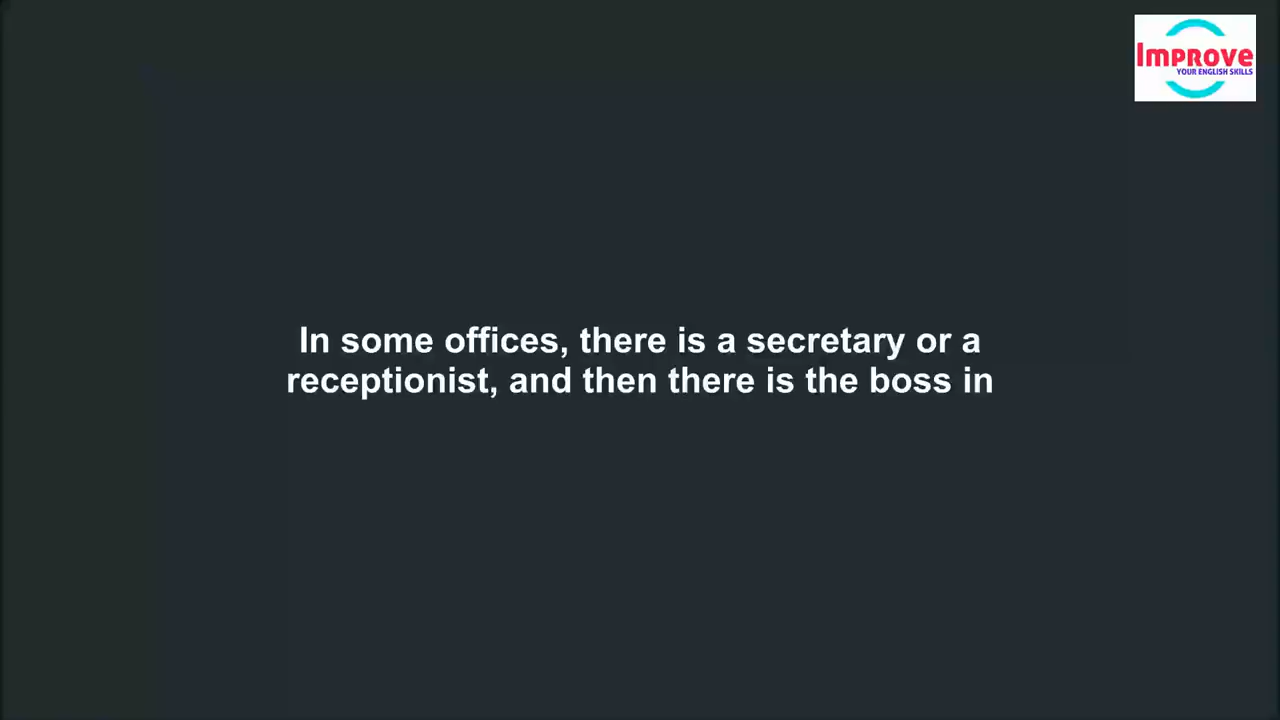 Improve
YOUR ENGLISH SKILLS
In some offices, there is a secretary or a
receptionist, and then there is the boss in